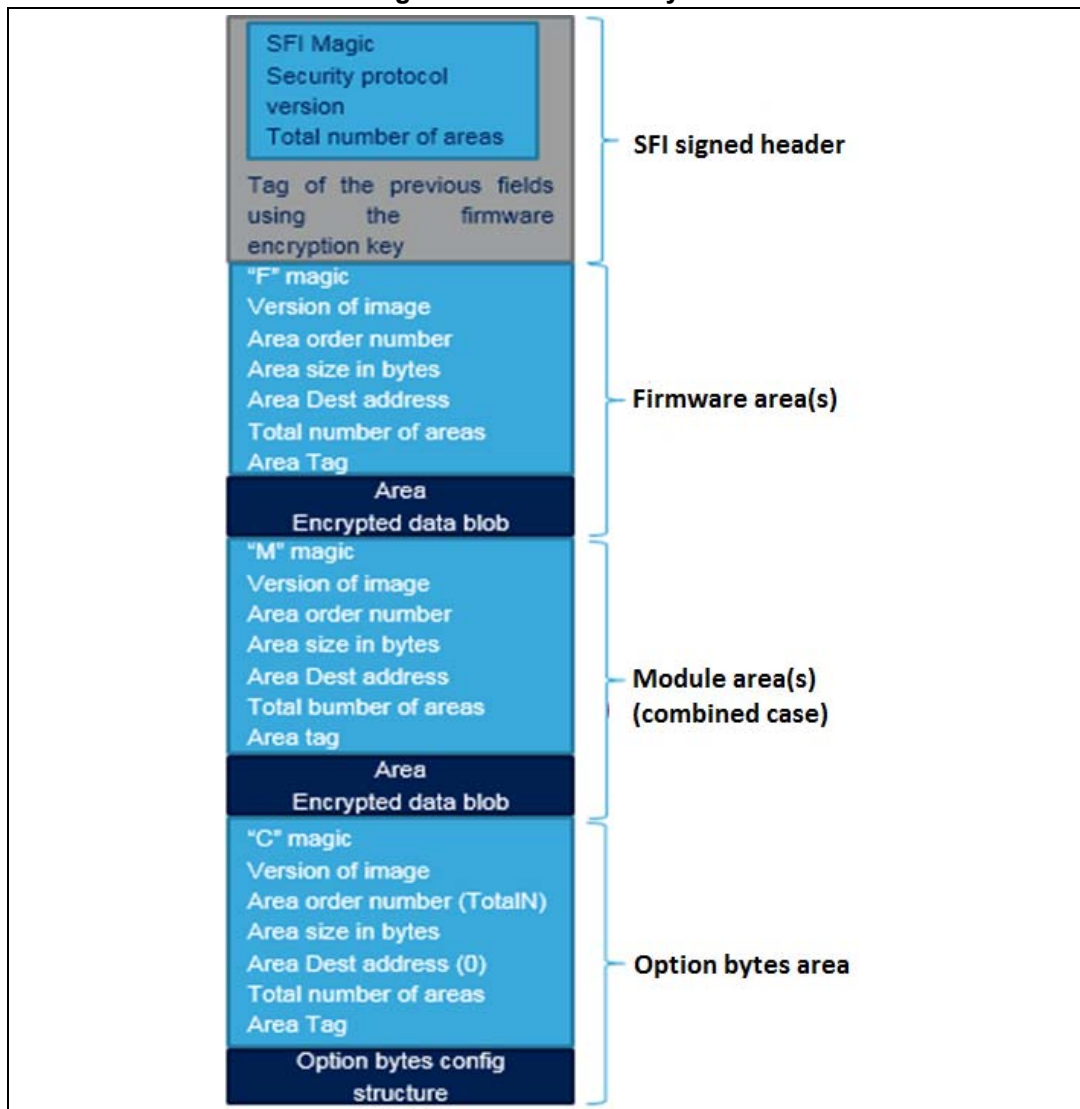 SFI Magic
Security protocol
version
Total number of areas
Tag of the previous fields
using the firmware
encryption key
SFI signed header
"F" magic
Version of image
Area order number
Area size in bytes
Area Dest address
Total number of areas
Area Tag
Area
Encrypted data blob
Firmware area(s)
"M" magic
Version of image
Area order number
Area size in bytes
Area Dest address
Total bumber of areas
Area tag
Area
Encrypted data blob
Module area(s)
(combined case)
"C" magic
Version of image
Area order number (TotalN)
Area size in bytes
Area Dest address (0)
Total number of areas
Area Tag
Option bytes config
structure
Option bytes area